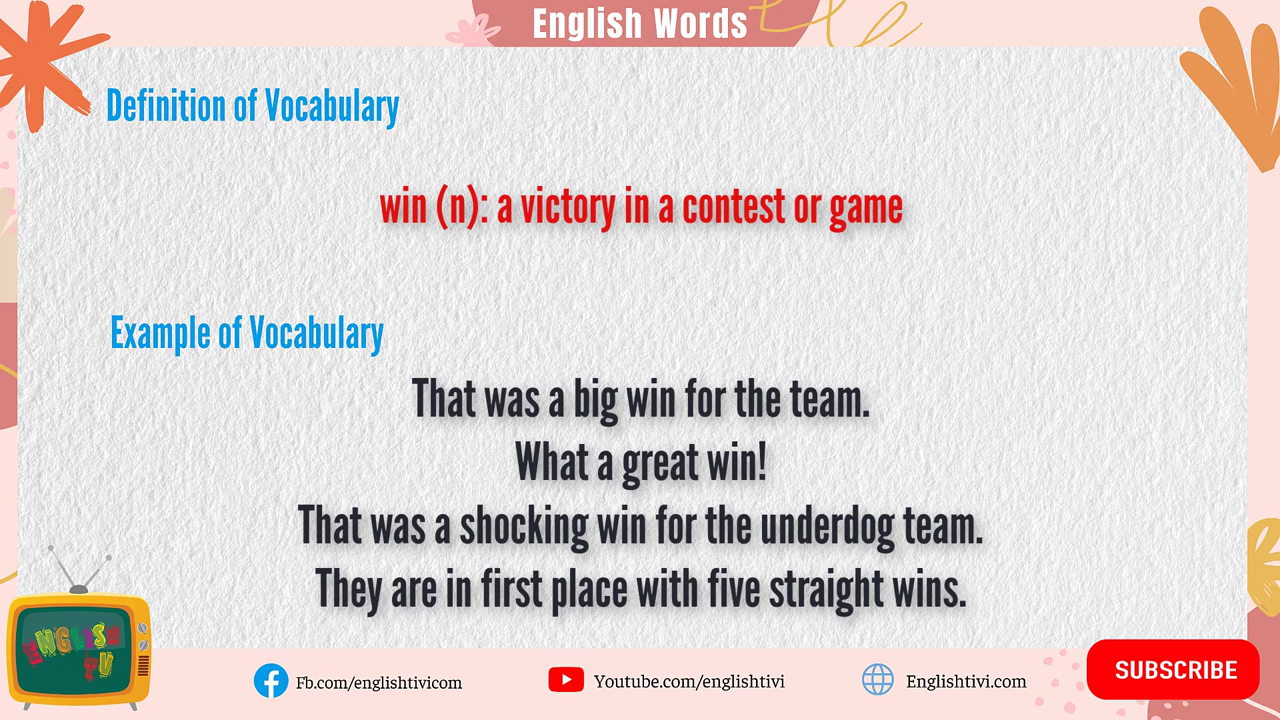 English Words
Definition of Vocabulary
win (n): a victory in a contest or game
Example of Vocabulary
That was a big win for the team.
What a great win!
That was a shocking win for the underdog team.
They are in first place with five straight wins.
ENGLISH
TV
Fb.com/englishtivicom
Youtube.com/englishtivi
Englishtivi.com
SUBSCRIBE